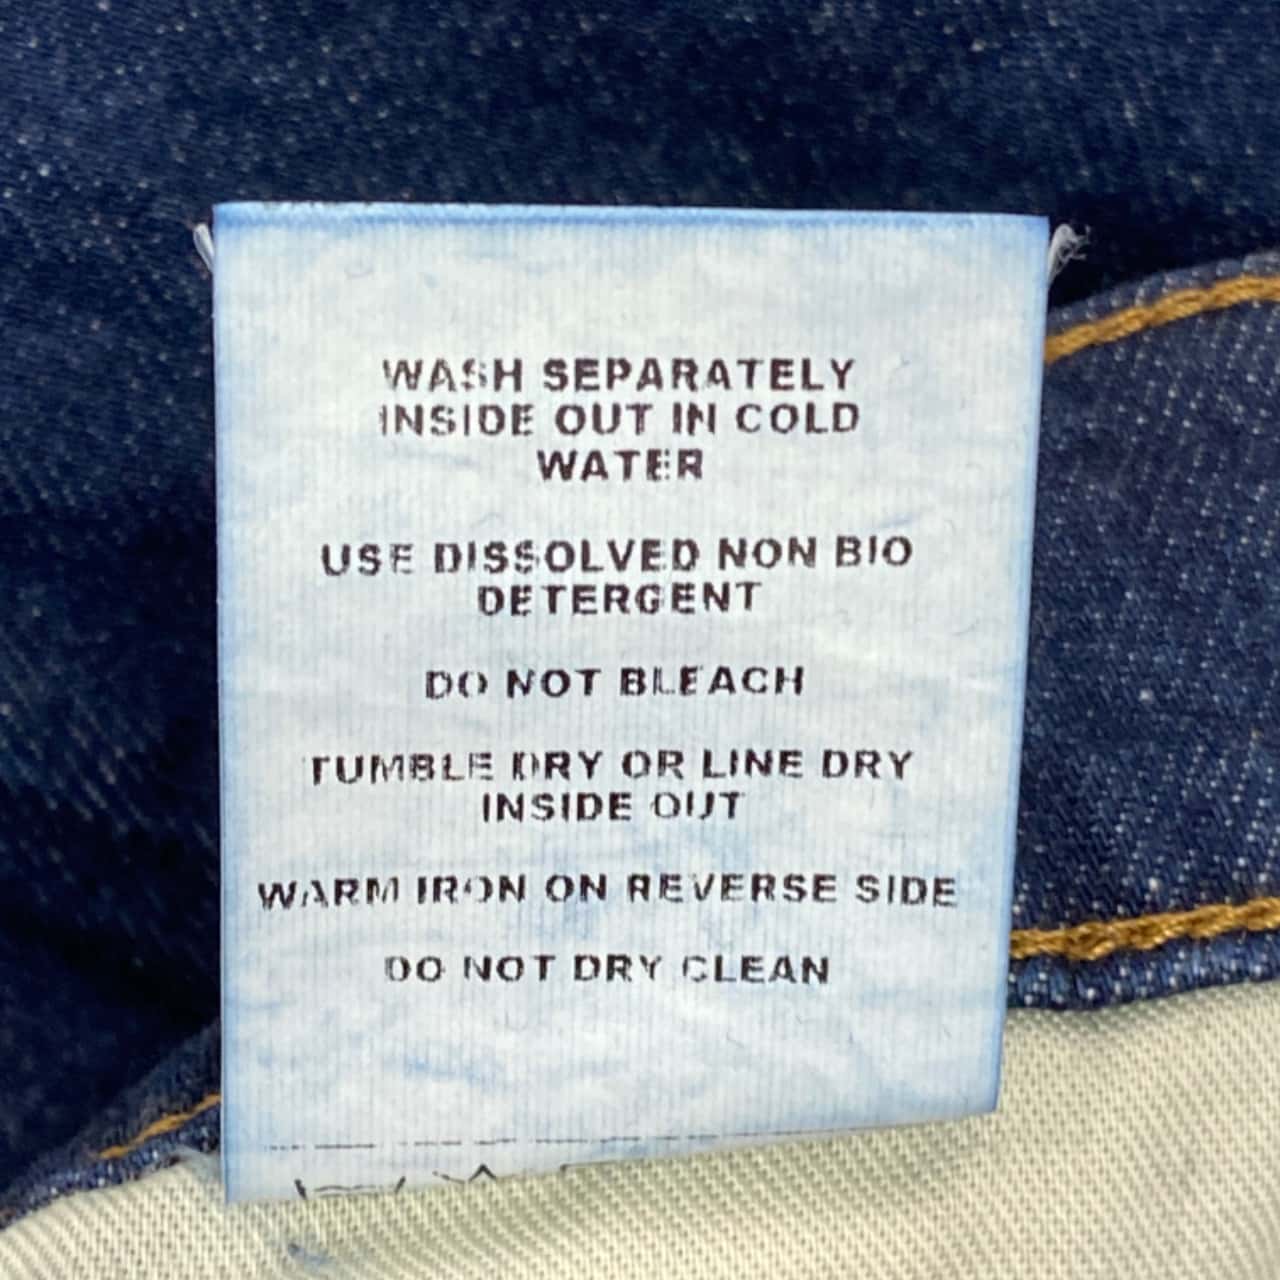 WASH SEPARATELY
INSIDE OUT IN COLD
WATER
USE DISSOLVED NON BIO
DETERGENT
DO NOT BLEACH
TUMBLE DRY OR LINE DRY
INSIDE OUT
WARM IRON ON REVERSE SIDE
DO NOT DRY CLEAN